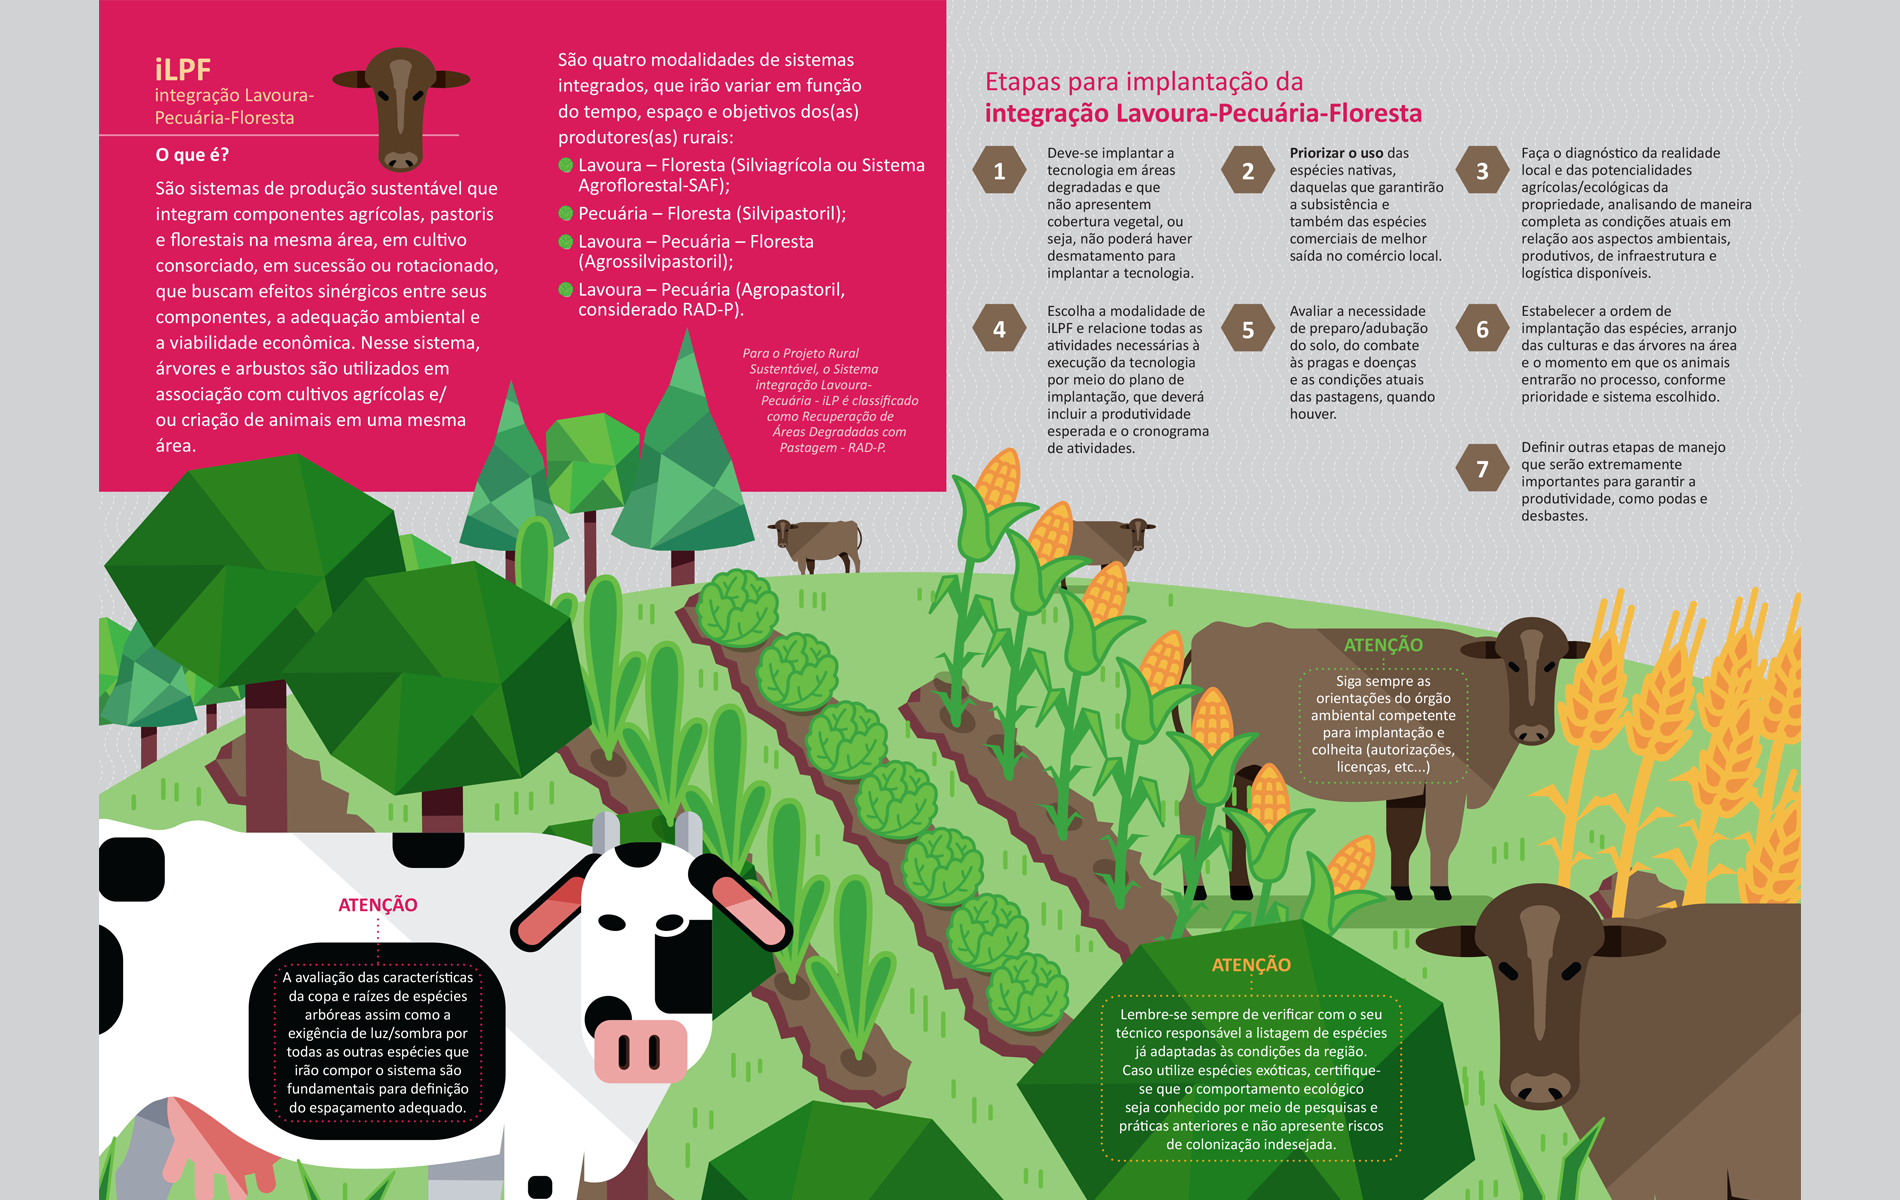 iLPF
integração Lavoura-
Pecuária-Floresta
O que é?
São sistemas de produção sustentável que
integram componentes agrícolas, pastoris
e florestais na mesma área, em cultivo
consorciado, em sucessão ou rotacionado,
que buscam efeitos sinérgicos entre seus
componentes, a adequação ambiental e
a viabilidade econômica. Nesse sistema,
árvores e arbustos são utilizados em
associação com cultivos agrícolas e/
ou criação de animais em uma mesma
área.
São quatro modalidades de sistemas
integrados, que irão variar em função
do tempo, espaço e objetivos dos(as)
produtores(as) rurais:
Lavoura – Floresta (Silviagrícola ou Sistema
Agroflorestal-SAF);
Pecuária – Floresta (Silvipastoril);
Lavoura – Pecuária – Floresta
(Agrossilvipastoril);
Lavoura – Pecuária (Agropastoril,
considerado RAD-P).
Para o Projeto Rural
Sustentável, o Sistema
integração Lavoura-
Pecuária - iLP é classificado
como Recuperação de
Áreas Degradadas com
Pastagem - RAD-P.
Etapas para implantação da
integração Lavoura-Pecuária-Floresta
1
Deve-se implantar a
tecnologia em áreas
degradadas e que
não apresentem
cobertura vegetal, ou
seja, não poderá haver
desmatamento para
implantar a tecnologia.
2
Priorizar o uso das
espécies nativas,
daquelas que garantirão
a subsistência e
também das espécies
comerciais de melhor
saída no comércio local.
3
Faça o diagnóstico da realidade
local e das potencialidades
agrícolas/ecológicas da
propriedade, analisando de maneira
completa as condições atuais em
relação aos aspectos ambientais,
produtivos, de infraestrutura e
logística disponíveis.
4
Escolha a modalidade de
iLPF e relacione todas as
atividades necessárias à
execução da tecnologia
por meio do plano de
implantação, que deverá
incluir a produtividade
esperada e o cronograma
de atividades.
5
Avaliar a necessidade
de preparo/adubação
do solo, do combate
às pragas e doenças
e as condições atuais
das pastagens, quando
houver.
6
Estabelecer a ordem de
implantação das espécies, arranjo
das culturas e das árvores na área
e o momento em que os animais
entrarão no processo, conforme
prioridade e sistema escolhido.
7
Definir outras etapas de manejo
que serão extremamente
importantes para garantir a
produtividade, como podas e
desbastes.
ATENÇÃO
Siga sempre as
orientações do órgão
ambiental competente
para implantação e
colheita (autorizações,
licenças, etc...)
ATENÇÃO
A avaliação das características
da copa e raízes de espécies
arbóreas assim como a
exigência de luz/sombra por
todas as outras espécies que
irão compor o sistema são
fundamentais para definição
do espaçamento adequado.
ATENÇÃO
Lembre-se sempre de verificar com o seu
técnico responsável a listagem de espécies
já adaptadas às condições da região.
Caso utilize espécies exóticas, certifique-
se que o comportamento ecológico
seja conhecido por meio de pesquisas e
práticas anteriores e não apresente riscos
de colonização indesejada.